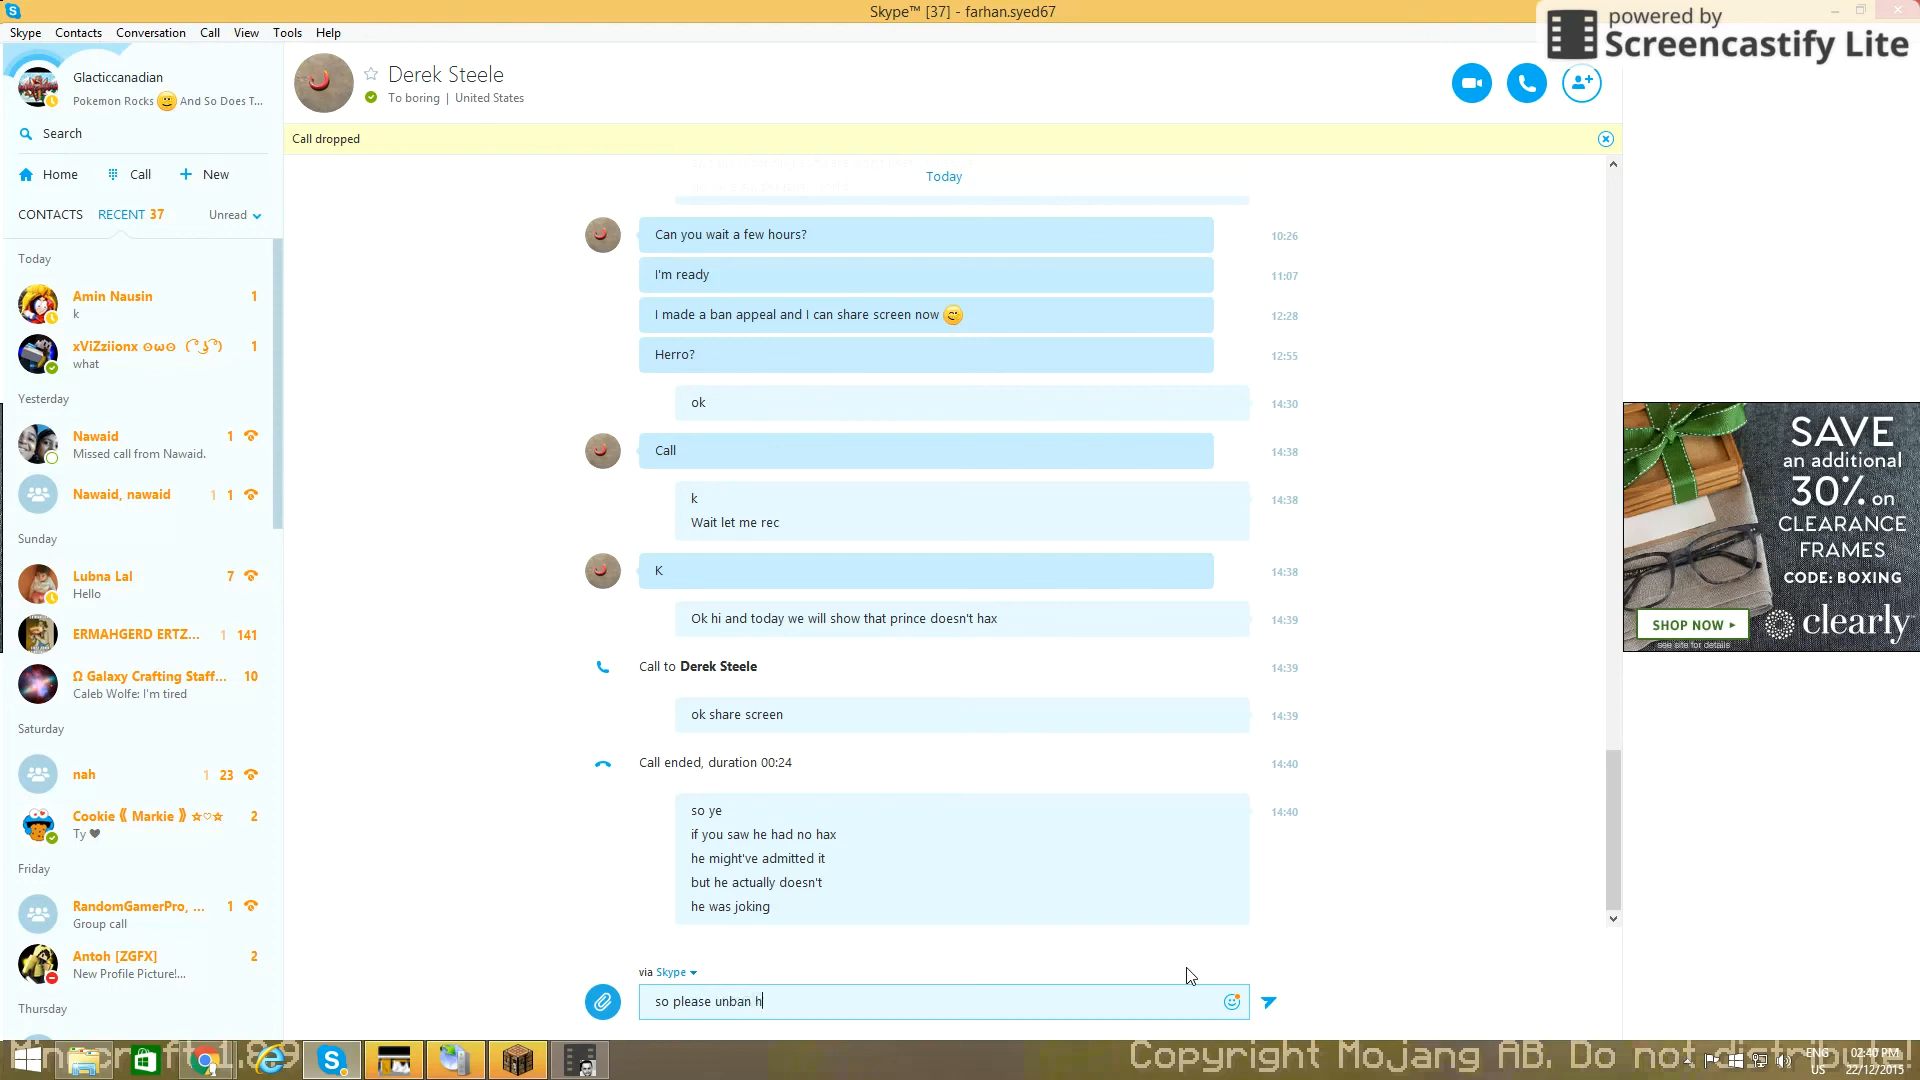 Skype™ [37] - farhan.syed67
powered by
Screencastify Lite
Skype Contacts Conversation Call View Tools Help
Glacticcanadian
Pokemon Rocks And So Does T...
Search
Home Call New
CONTACTS RECENT 37 Unread
Today
Amin Nausin 1
k
xViZziionx ʘωʘ ( ͡° ͜ʖ ͡°) 1
what
Yesterday
Nawaid 1
Missed call from Nawaid.
Nawaid, nawaid 1 1
Sunday
Lubna Lal 7
Hello
ERMAHGERD ERTZ... 1 141
Ω Galaxy Crafting Staff... 10
Caleb Wolfe: I'm tired
Saturday
nah 1 23
Cookie ⟪ Markie ⟫ ☆♡☆ 2
Ty ♥
Friday
RandomGamerPro, ... 1
Group call
Antoh [ZGFX] 2
New Profile Picture!...
Thursday
Derek Steele
To boring | United States
Call dropped
Today
Can you wait a few hours? 10:26
I'm ready 11:07
I made a ban appeal and I can share screen now 12:28
Herro? 12:55
ok 14:30
Call 14:38
k 14:38
Wait let me rec
K 14:38
Ok hi and today we will show that prince doesn't hax 14:39
Call to Derek Steele 14:39
ok share screen 14:39
Call ended, duration 00:24 14:40
so ye 14:40
if you saw he had no hax
he might've admitted it
but he actually doesn't
he was joking
via Skype
so please unban h
SAVE
an additional
30% on
CLEARANCE
FRAMES
CODE: BOXING
SHOP NOW
clearly
see site for details
Minecraft 1.8.9
Copyright Mojang AB. Do not distribute!
ENG 02:40 PM
US 22/12/2015